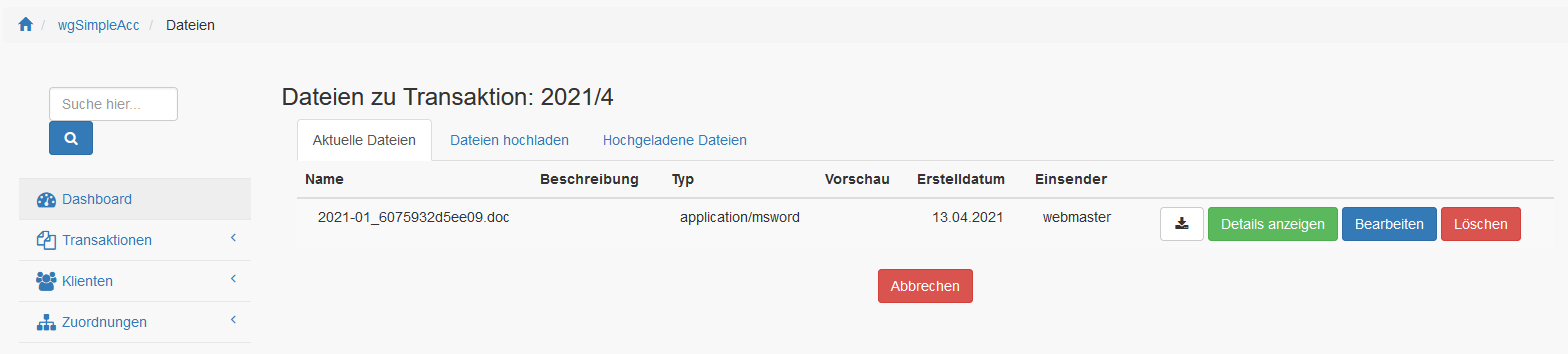 / wgSimpleAcc / Dateien
Suche hier...
Dashboard
Transaktionen
Klienten
Zuordnungen
Dateien zu Transaktion: 2021/4
Aktuelle Dateien Dateien hochladen Hochgeladene Dateien
Name Beschreibung Typ Vorschau Erstelldatum Einsender
2021-01_6075932d5ee09.doc application/msword 13.04.2021 webmaster Details anzeigen Bearbeiten Löschen
Abbrechen